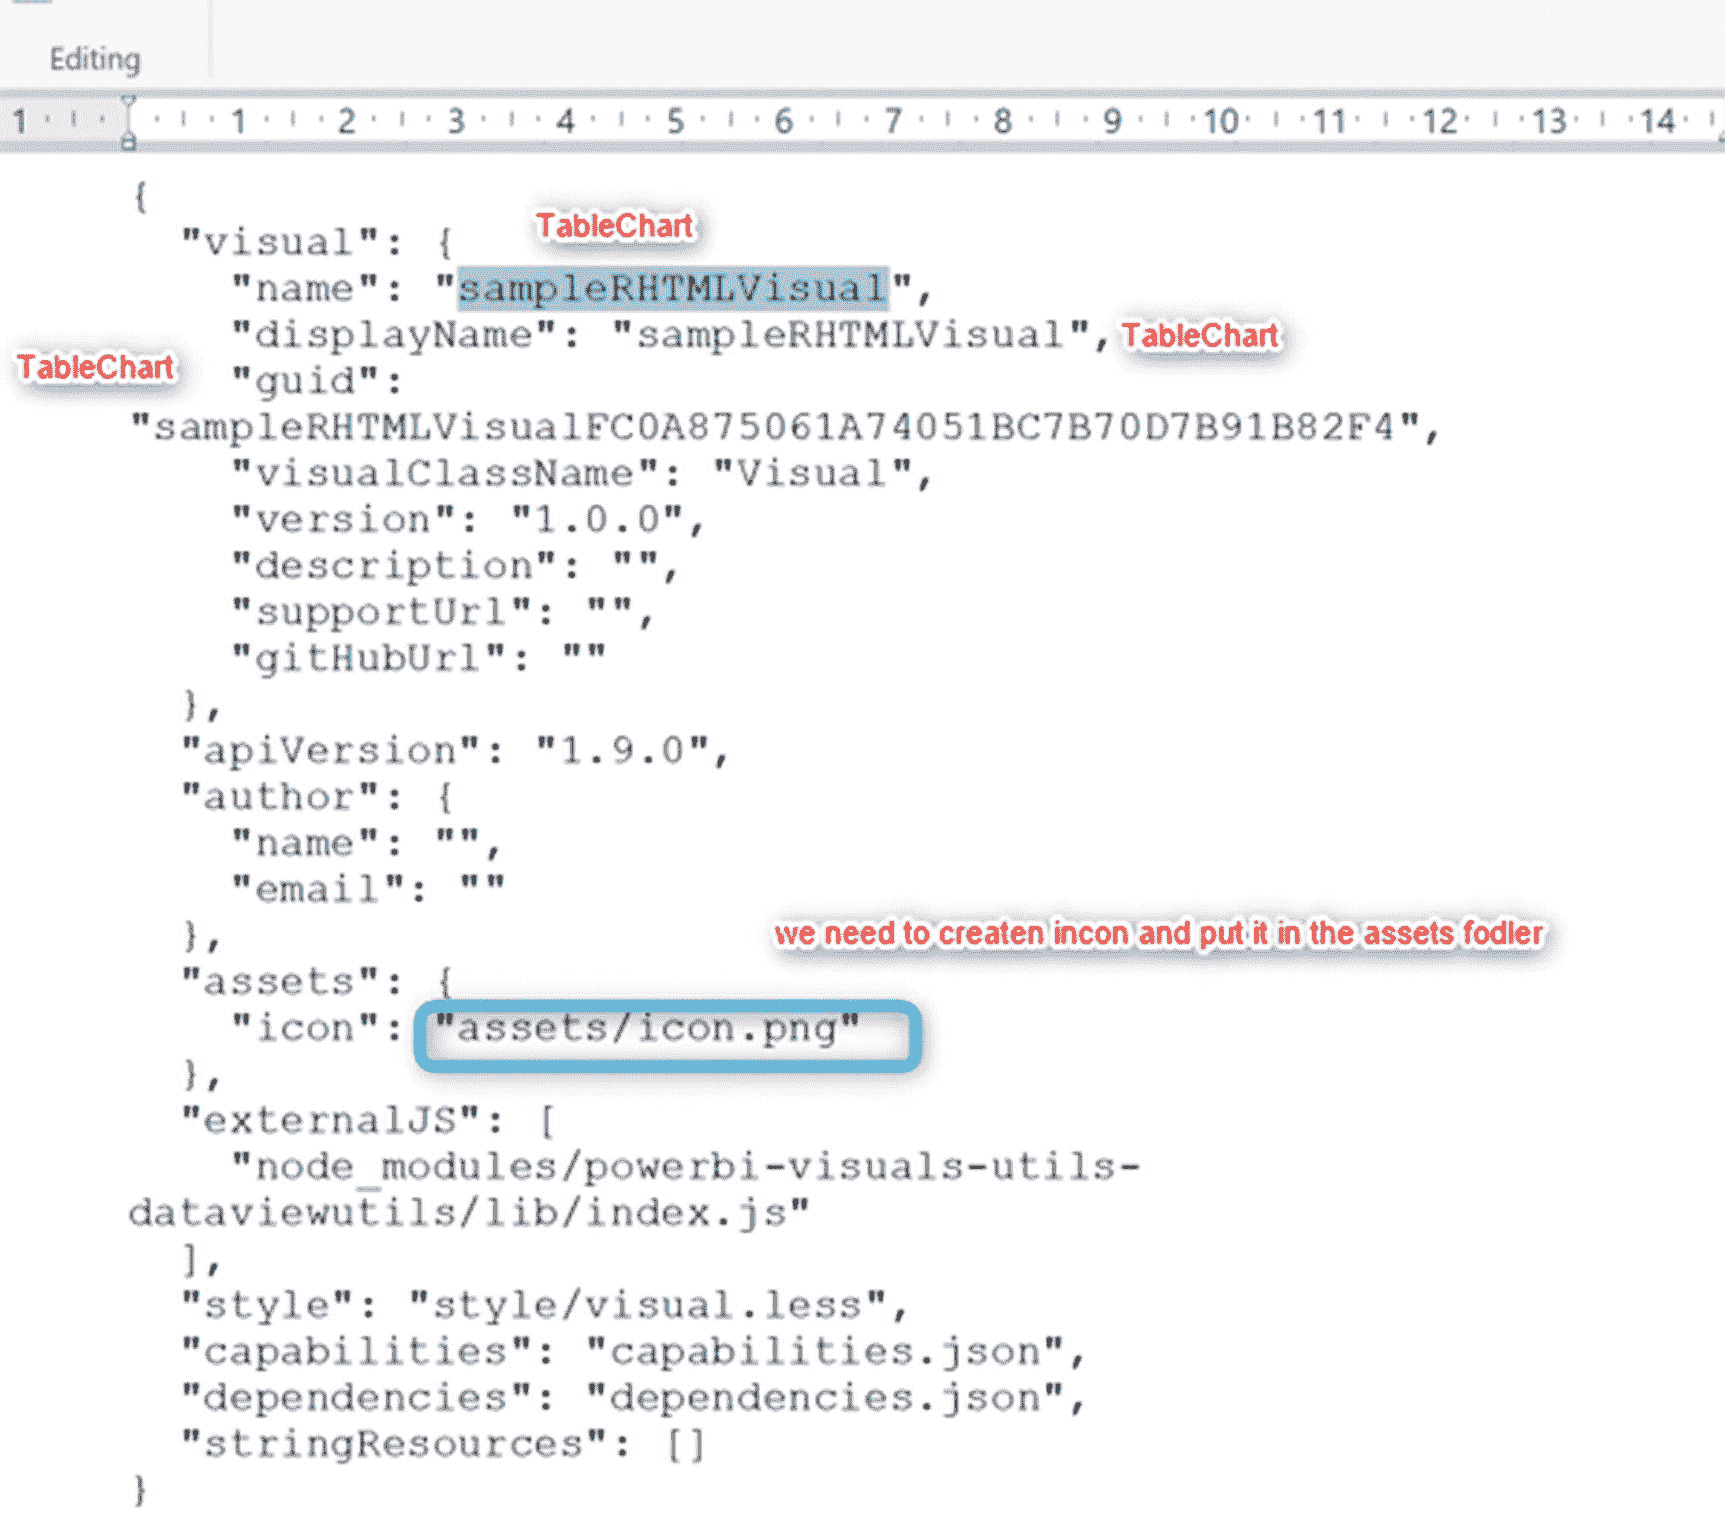 Editing
1 1 2 3 4 5 6 7 8 9 10 11 12 13 14
{
TableChart
"visual": {
"name": "sampleRHTMLVisual",
"displayName": "sampleRHTMLVisual", TableChart
TableChart "guid":
"sampleRHTMLVisualFC0A875061A74051BC7B70D7B91B82F4",
"visualClassName": "Visual",
"version": "1.0.0",
"description": "",
"supportUrl": "",
"gitHubUrl": ""
},
"apiVersion": "1.9.0",
"author": {
"name": "",
"email": ""
},
we need to createn incon and put it in the assets fodler
"assets": {
"icon": "assets/icon.png"
},
"externalJS": [
"node_modules/powerbi-visuals-utils-
dataviewutils/lib/index.js"
],
"style": "style/visual.less",
"capabilities": "capabilities.json",
"dependencies": "dependencies.json",
"stringResources": []
}